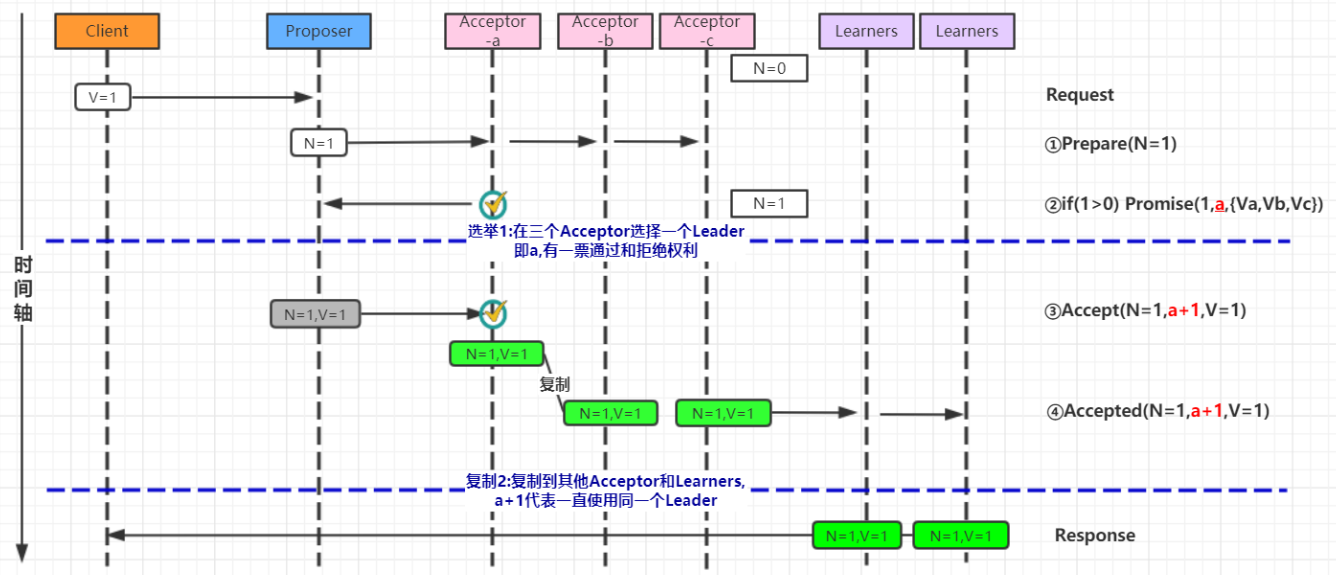 Client
Proposer
Acceptor
-a
Acceptor
-b
Acceptor
-c
Learners
Learners
N=0
V=1
Request
N=1
①Prepare(N=1)
N=1
②if(1>0) Promise(1,a,{Va,Vb,Vc})
选举1:在三个Acceptor选择一个Leader
即a,有一票通过和拒绝权利
时
间
轴
N=1,V=1
③Accept(N=1,a+1,V=1)
N=1,V=1
复制
N=1,V=1
N=1,V=1
④Accepted(N=1,a+1,V=1)
复制2:复制到其他Acceptor和Learners,
a+1代表一直使用同一个Leader
N=1,V=1
N=1,V=1
Response